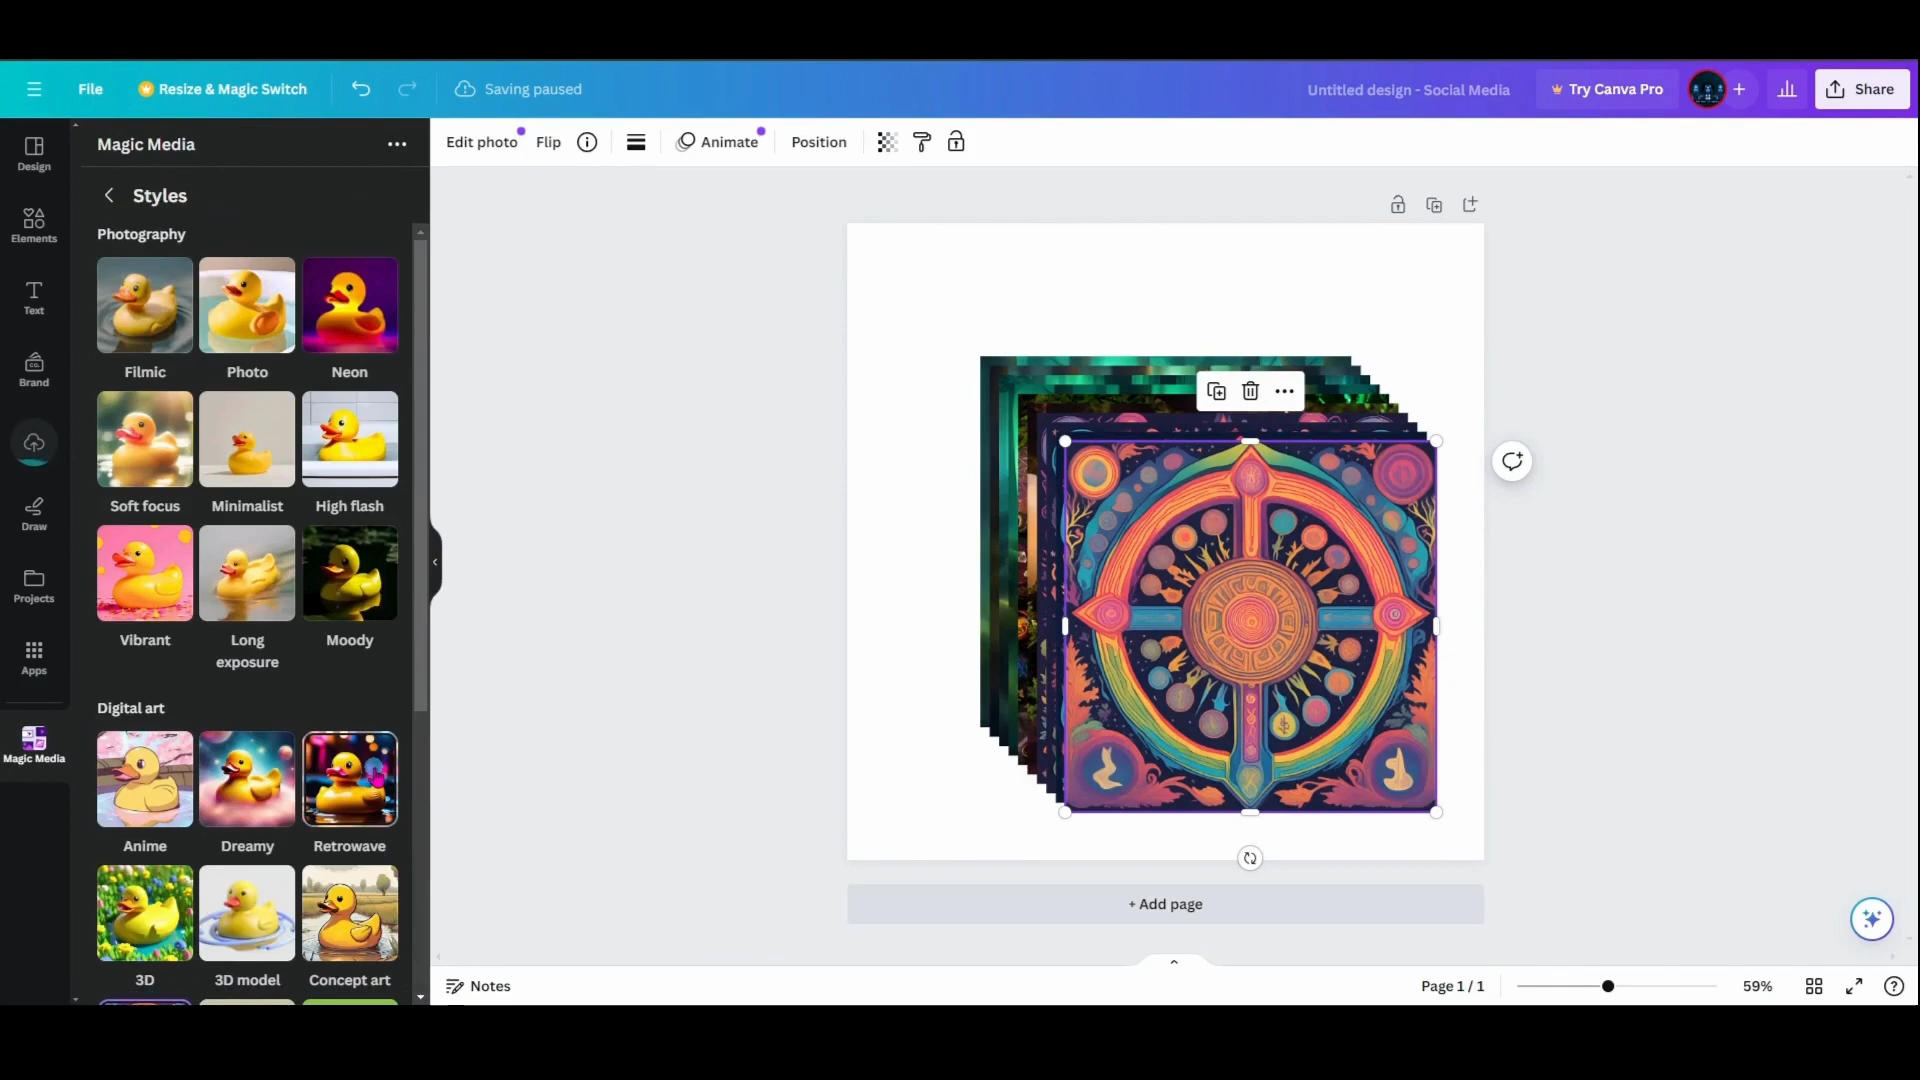 File
Resize & Magic Switch
Saving paused
Untitled design - Social Media
Try Canva Pro
Share
Design
Elements
Text
Brand
Draw
Projects
Apps
Magic Media
Magic Media
Styles
Photography
Filmic
Photo
Neon
Soft focus
Minimalist
High flash
Vibrant
Long
exposure
Moody
Digital art
Anime
Dreamy
Retrowave
3D
3D model
Concept art
Edit photo
Flip
Animate
Position
+ Add page
Notes
Page 1 / 1
59%